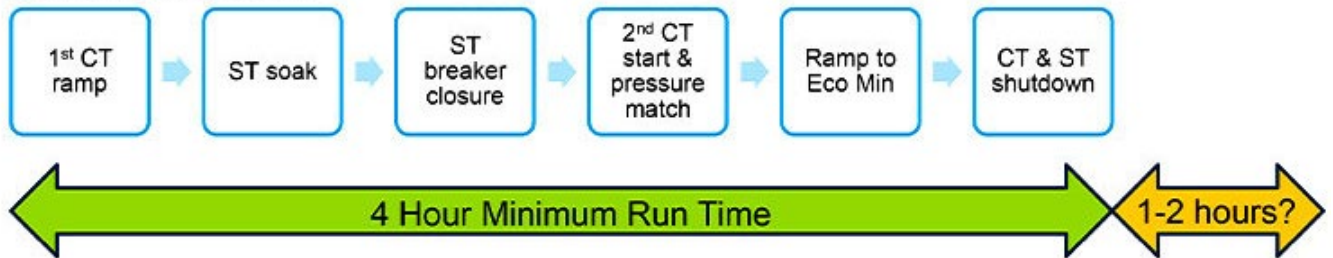 1st CT
ramp
ST soak
ST
breaker
closure
2nd CT
start &
pressure
match
Ramp to
Eco Min
CT & ST
shutdown
4 Hour Minimum Run Time
1-2 hours?